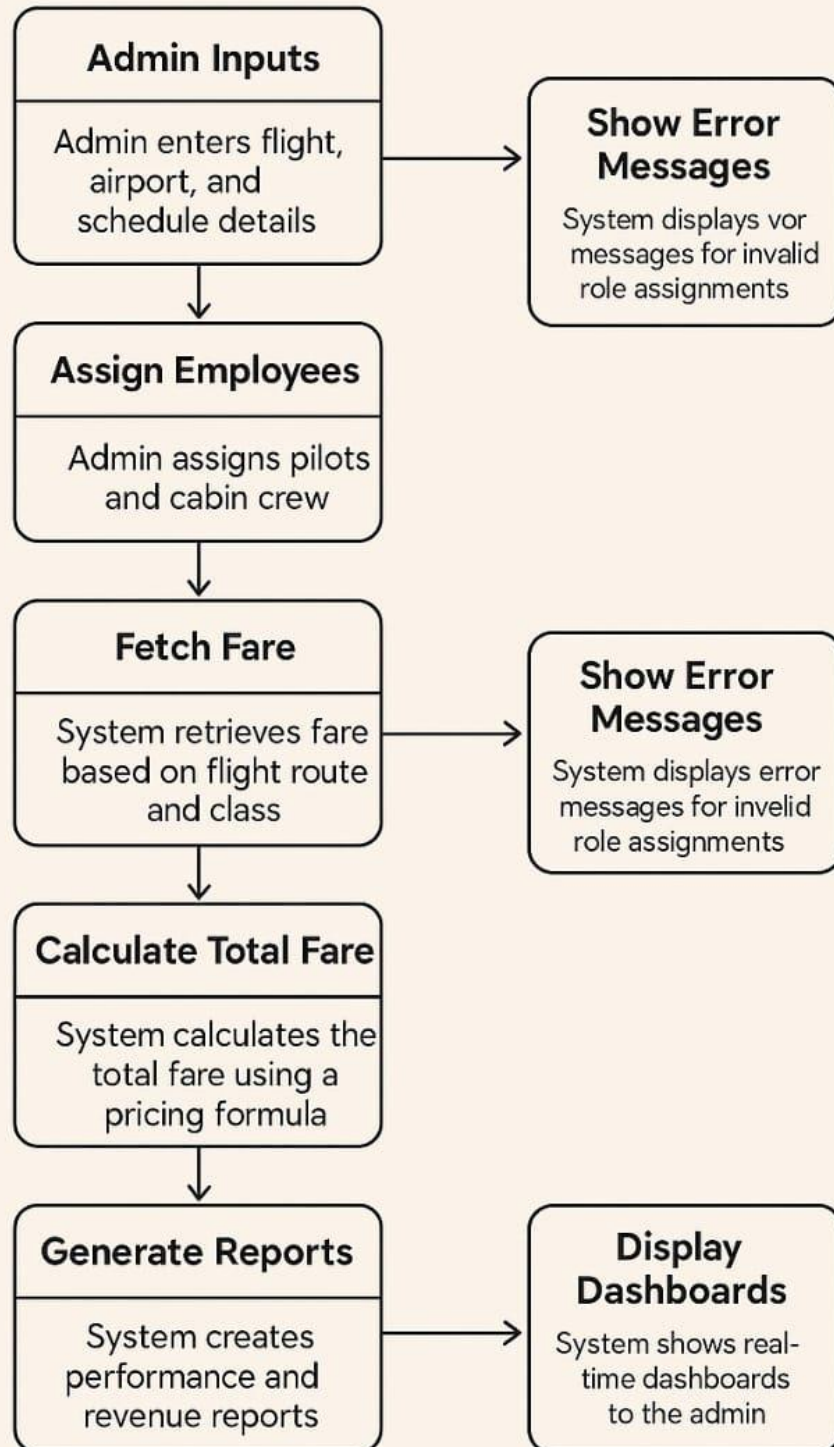 Admin Inputs
Admin enters flight,
airport, and
schedule details
Show Error
Messages
System displays vor
messages for invalid
role assignments
Assign Employees
Admin assigns pilots
and cabin crew
Fetch Fare
System retrieves fare
based on flight route
and class
Show Error
Messages
System displays error
messages for invelid
role assignments
Calculate Total Fare
System calculates the
total fare using a
pricing formula
Generate Reports
System creates
performance and
revenue reports
Display
Dashboards
System shows real-
time dashboards
to the admin